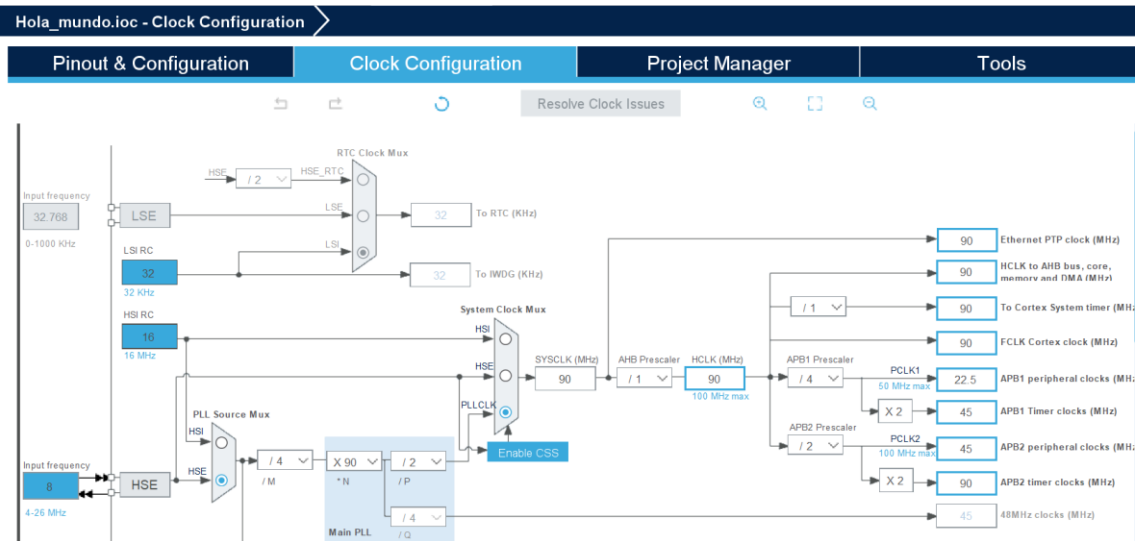 Hola_mundo.ioc - Clock Configuration
Pinout & Configuration
Clock Configuration
Project Manager
Tools
Resolve Clock Issues
RTC Clock Mux
HSE
/ 2
HSE_RTC
Input frequency
32.768
0-1000 KHz
LSE
LSE
32
To RTC (KHz)
LSI RC
32
32 KHz
LSI
32
To IWDG (KHz)
HSI RC
16
16 MHz
System Clock Mux
HSI
HSE
PLLCLK
SYSCLK (MHz)
90
AHB Prescaler
/ 1
HCLK (MHz)
90
100 MHz max
90
Ethernet PTP clock (MHz)
90
HCLK to AHB bus, core,
memory and DMA (MHz)
/ 1
90
To Cortex System timer (MHz
90
FCLK Cortex clock (MHz)
APB1 Prescaler
/ 4
PCLK1
50 MHz max
22.5
APB1 peripheral clocks (MHz
X 2
45
APB1 Timer clocks (MHz)
APB2 Prescaler
/ 2
PCLK2
100 MHz max
45
APB2 peripheral clocks (MHz
X 2
90
APB2 timer clocks (MHz)
45
48MHz clocks (MHz)
PLL Source Mux
HSI
HSE
Enable CSS
Input frequency
8
4-26 MHz
HSE
/ 4
/ M
X 90
* N
/ 2
/ P
/ 4
/ Q
Main PLL